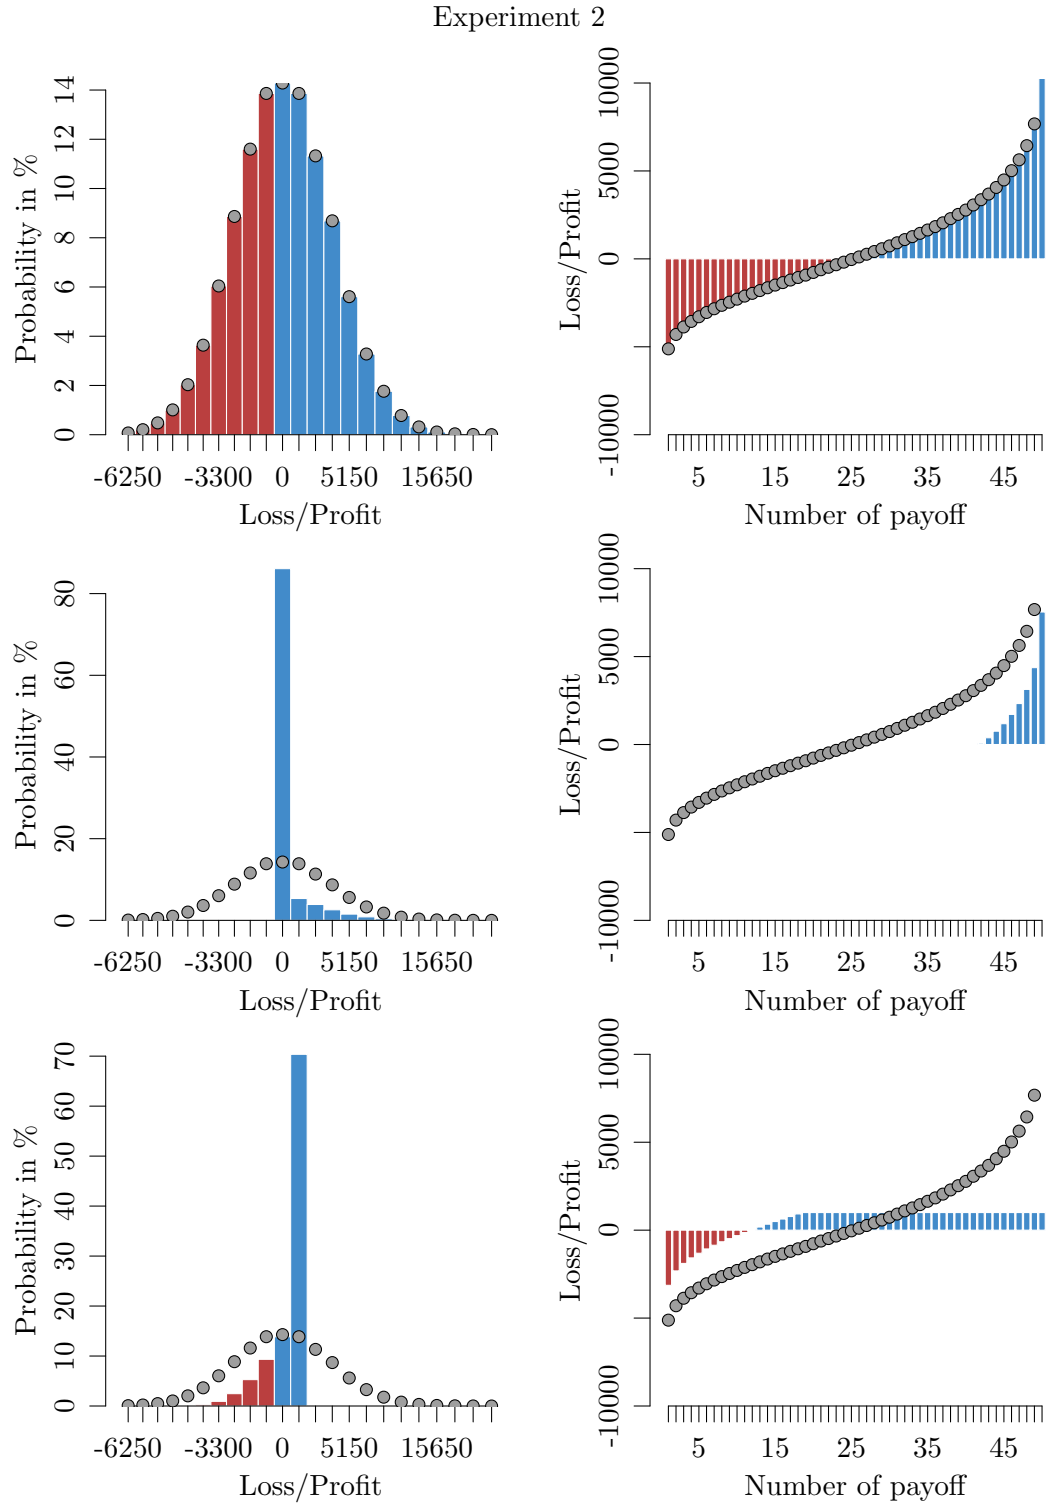 Experiment 2
Probability in %
0 2 4 6 8 10 12 14
-6250 -3300 0 5150 15650
Loss/Profit
Loss/Profit
-10000 0 5000 10000
5 15 25 35 45
Number of payoff
Probability in %
0 20 40 60 80
-6250 -3300 0 5150 15650
Loss/Profit
Loss/Profit
-10000 0 5000 10000
5 15 25 35 45
Number of payoff
Probability in %
0 10 20 30 40 50 60 70
-6250 -3300 0 5150 15650
Loss/Profit
Loss/Profit
-10000 0 5000 10000
5 15 25 35 45
Number of payoff